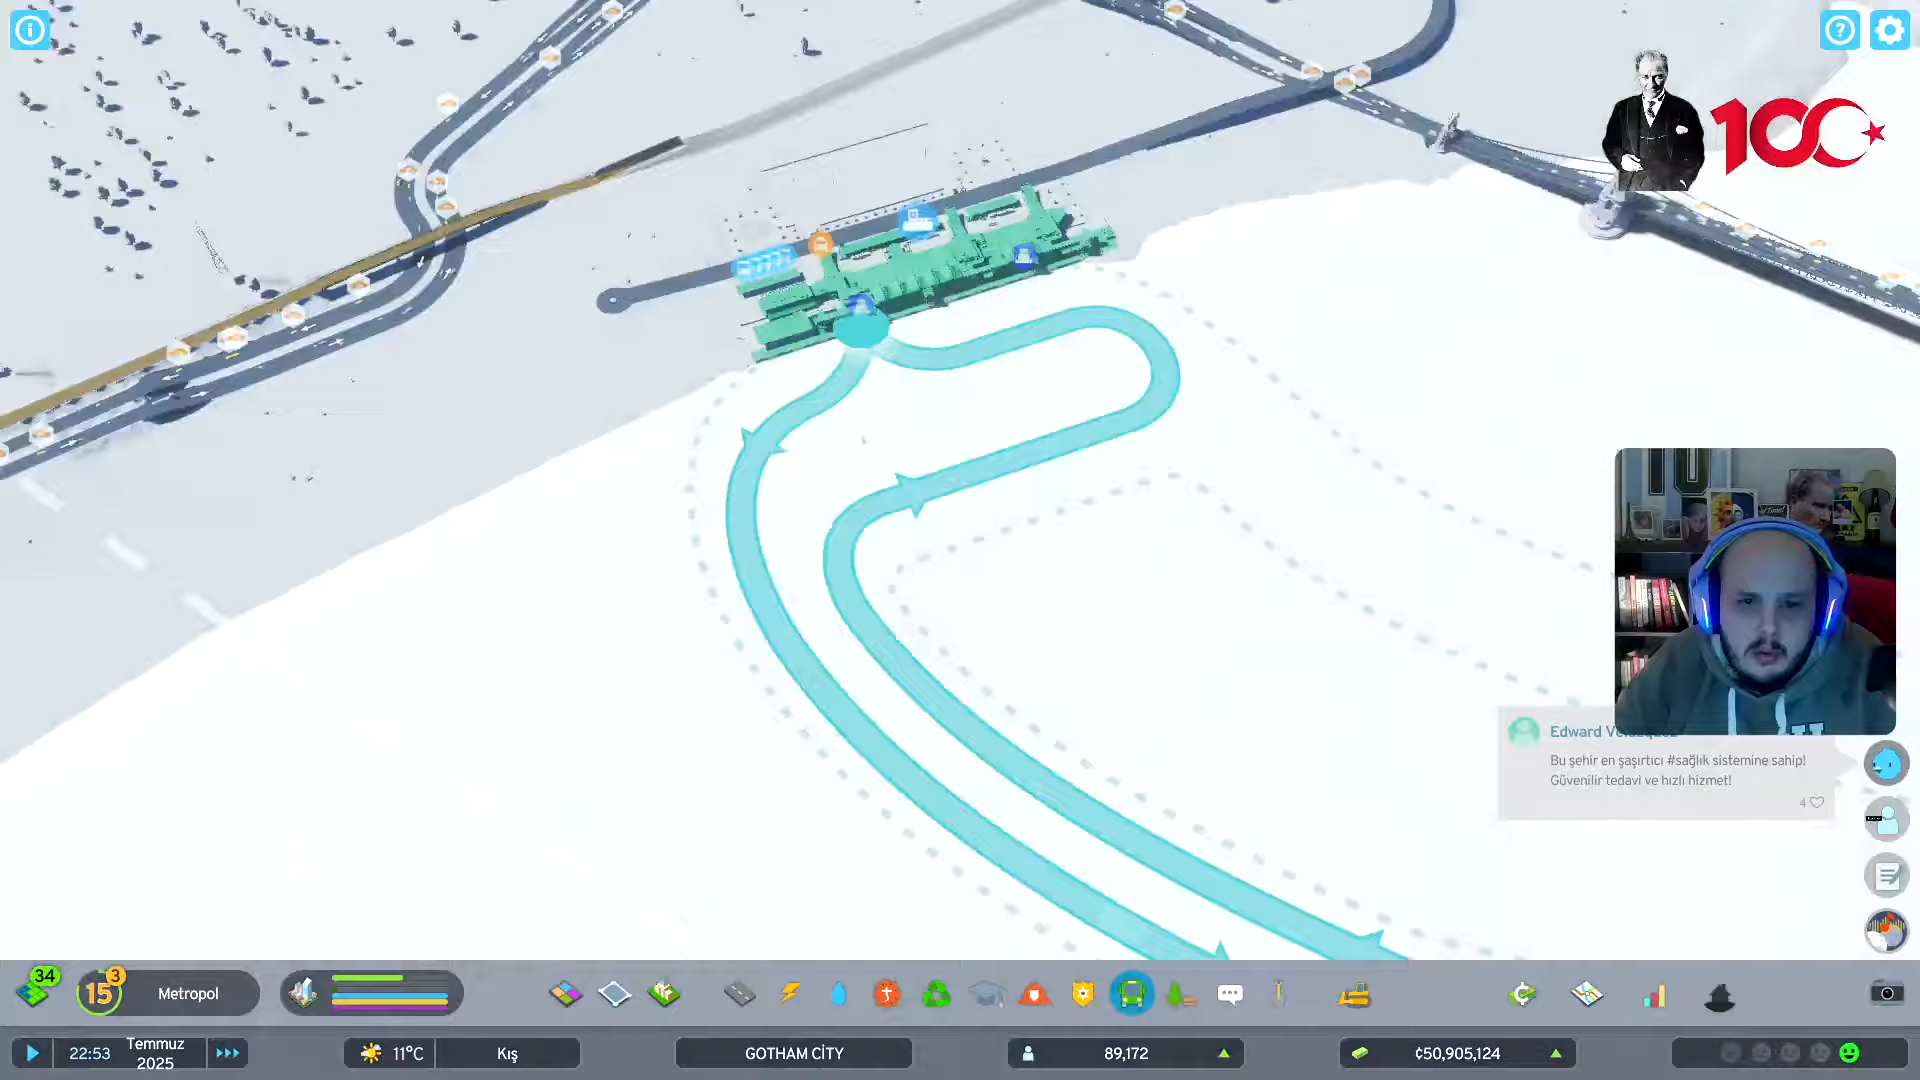 100
Edward
Bu şehir en şaşırtıcı #sağlık sistemine sahip!
Güvenilir tedavi ve hızlı hizmet!
4
34
3
15
Metropol
22:53
Temmuz
2025
11°C
Kış
GOTHAM CİTY
89,172
¢50,905,124